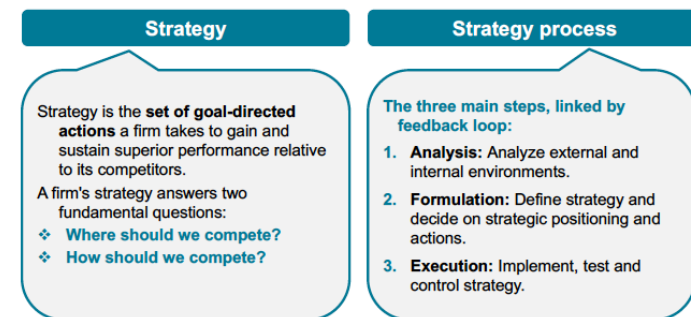 Strategy
Strategy is the set of goal-directed
actions a firm takes to gain and
sustain superior performance relative
to its competitors.
A firm's strategy answers two
fundamental questions:
❖ Where should we compete?
❖ How should we compete?
Strategy process
The three main steps, linked by
feedback loop:
1. Analysis: Analyze external and
internal environments.
2. Formulation: Define strategy and
decide on strategic positioning and
actions.
3. Execution: Implement, test and
control strategy.